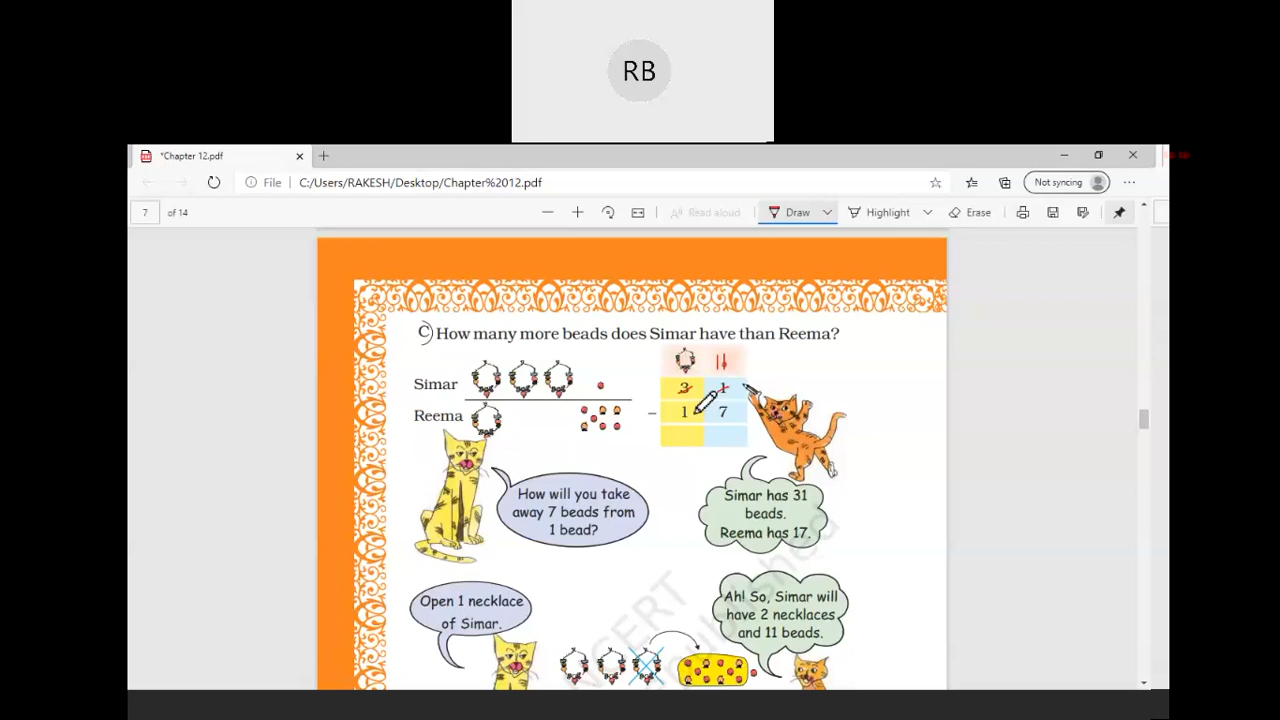 RB
*Chapter 12.pdf
File C:/Users/RAKESH/Desktop/Chapter%2012.pdf
Not syncing
7 of 14
Read aloud Draw Highlight Erase
C) How many more beads does Simar have than Reema?
11
Simar
3 1
Reema
− 1 7
How will you take
away 7 beads from
1 bead?
Simar has 31
beads.
Reema has 17.
Open 1 necklace
of Simar.
Ah! So, Simar will
have 2 necklaces
and 11 beads.
NCERT
published